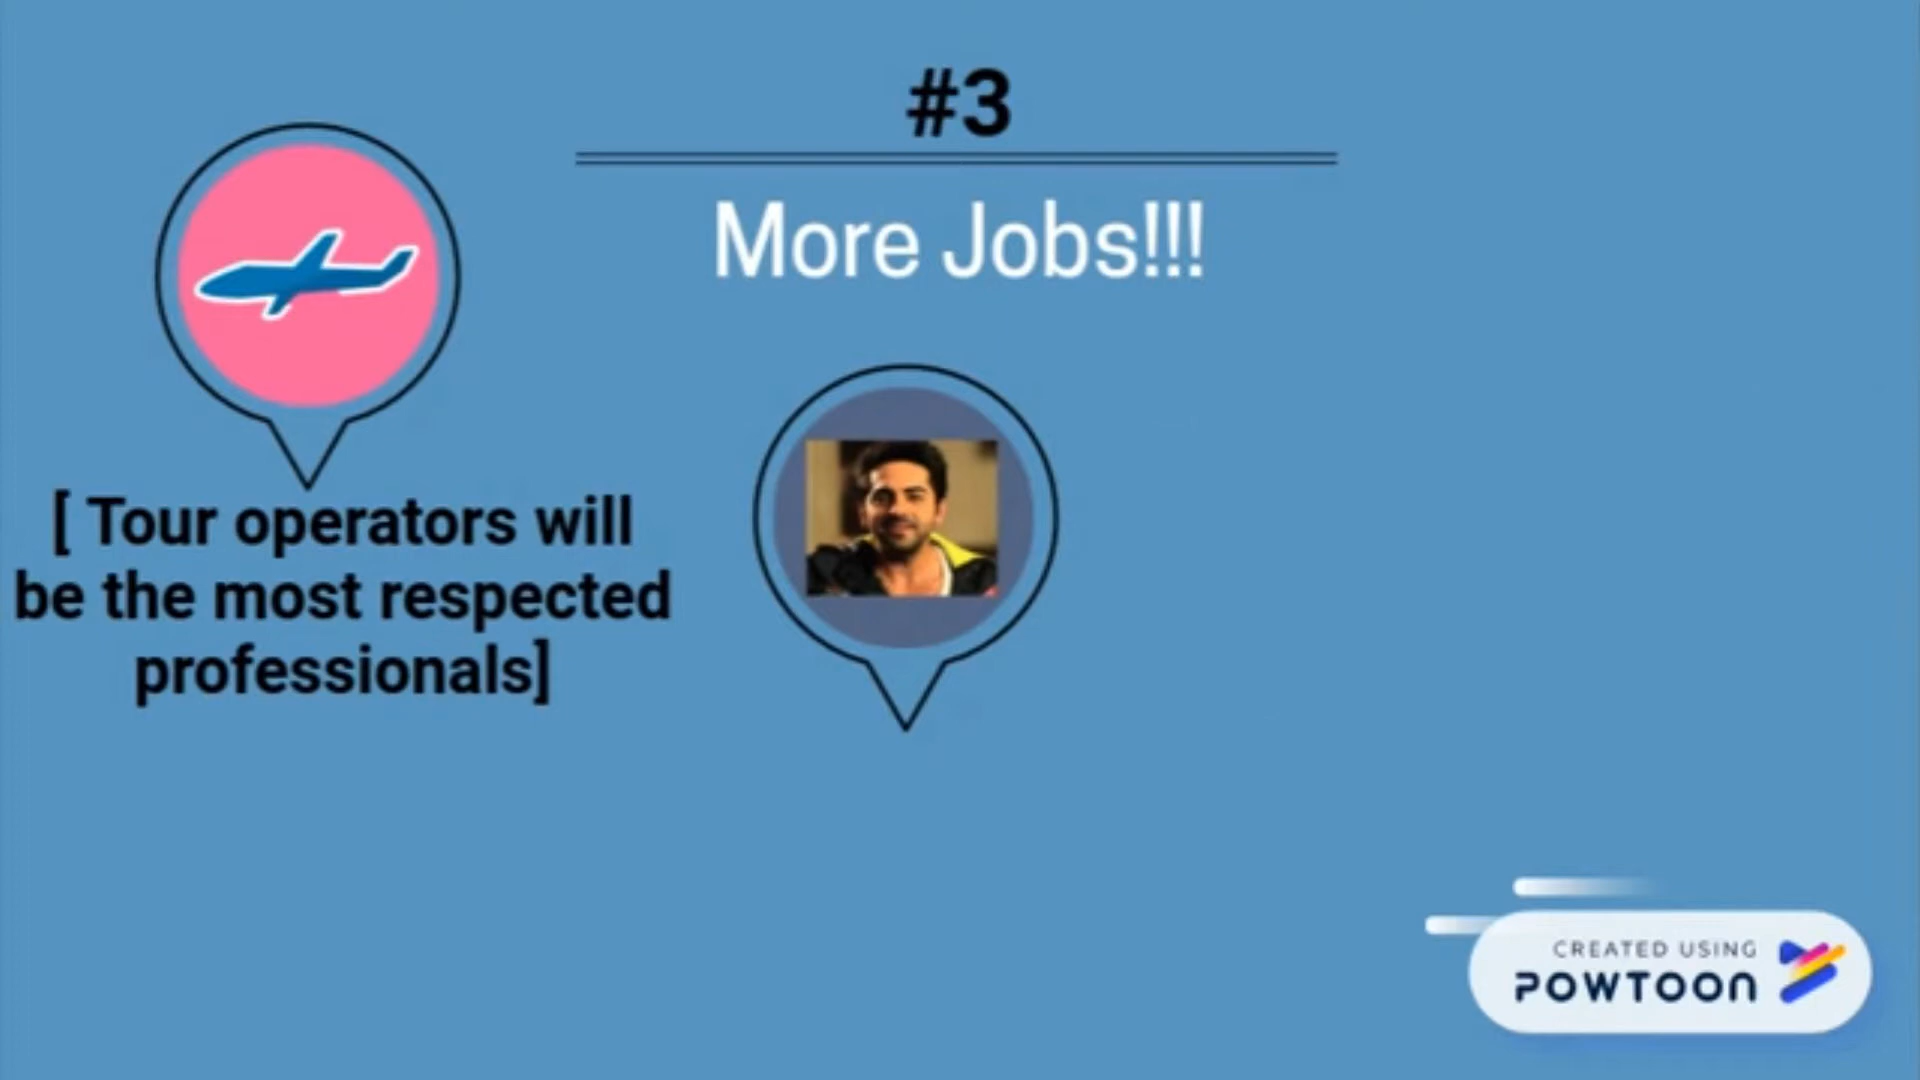 #3
More Jobs!!!
[ Tour operators will
be the most respected
professionals]
CREATED USING
POWTOON